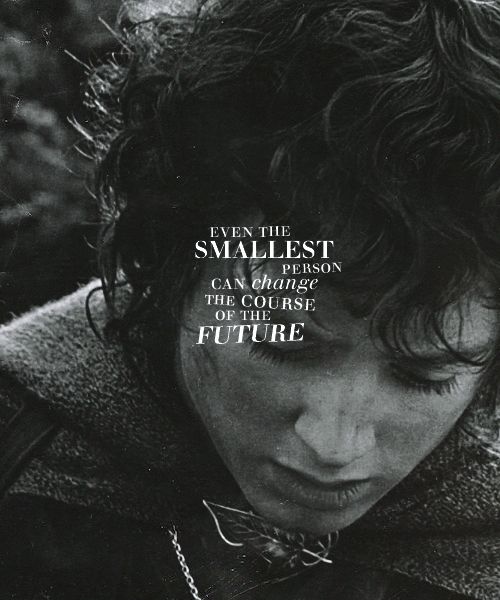 EVEN THE
SMALLEST
PERSON
CAN change
THE COURSE
OF THE
FUTURE